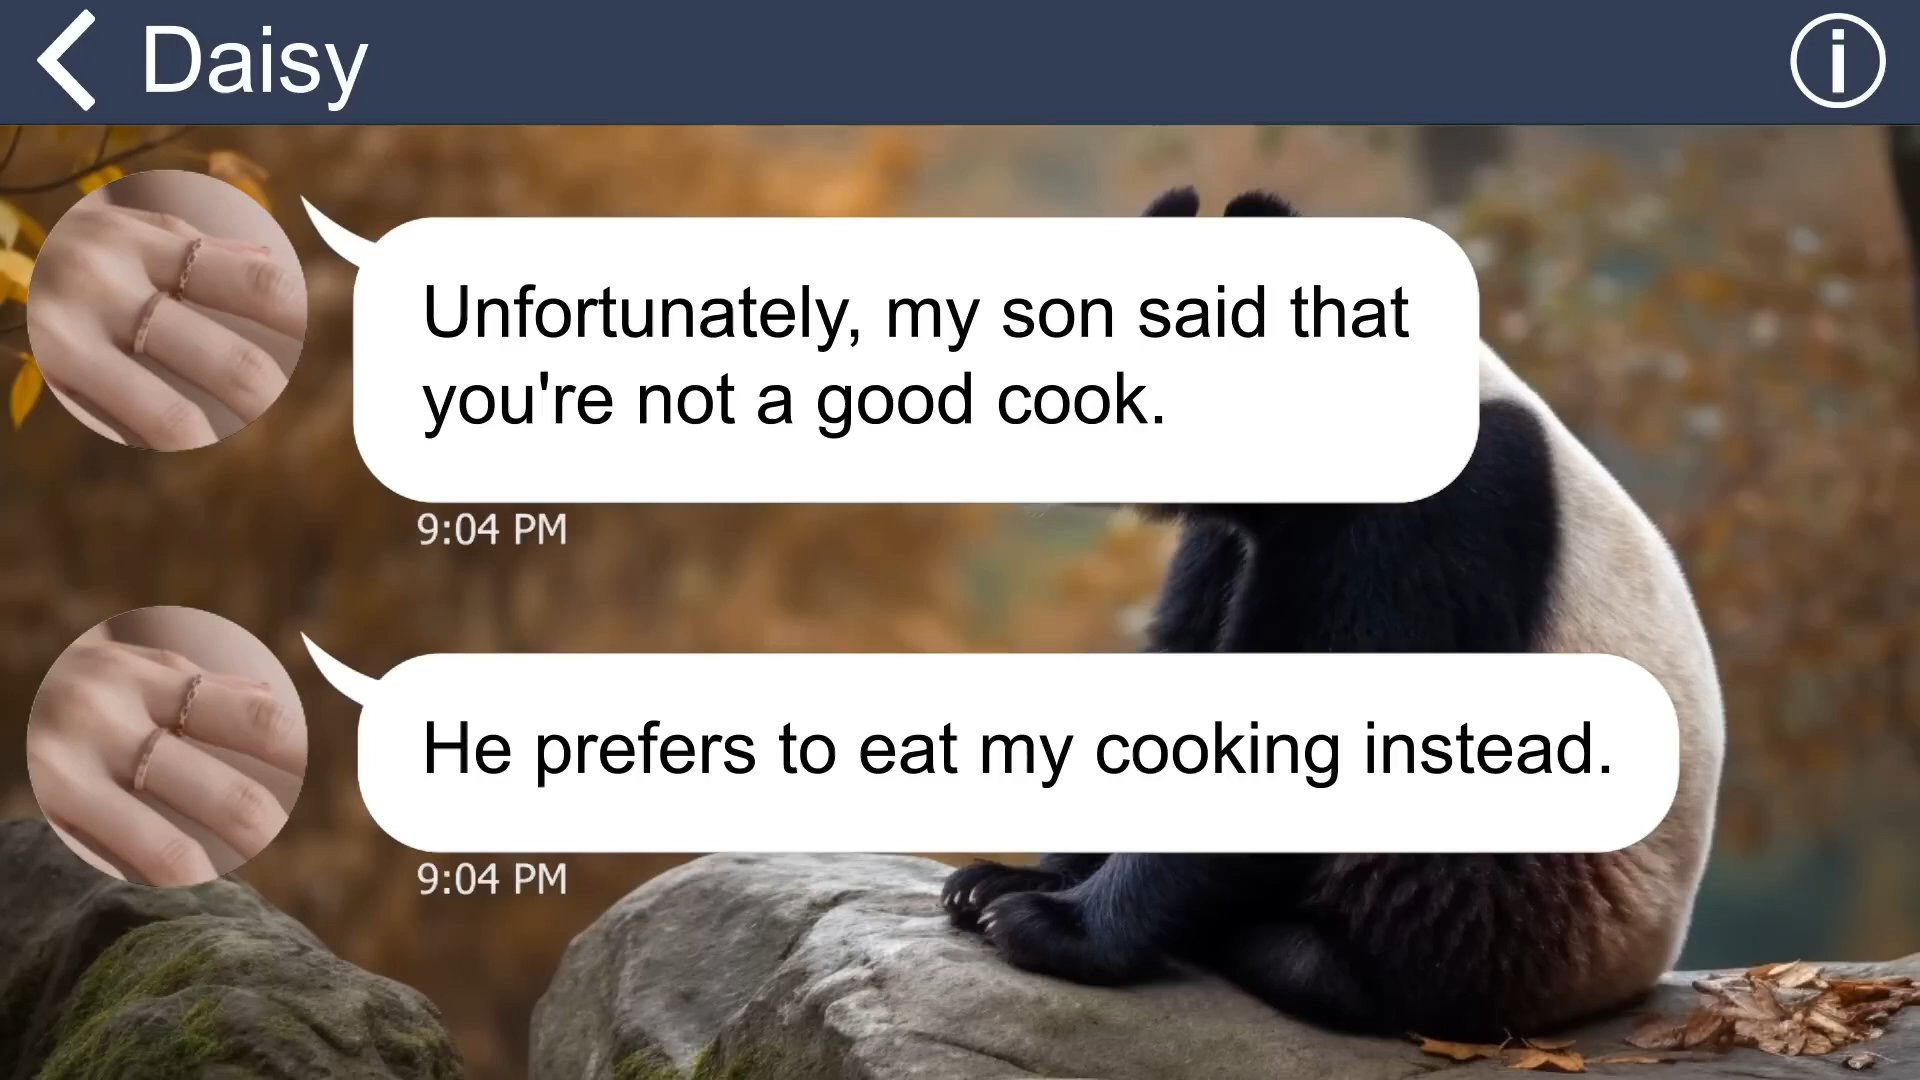 Daisy
Unfortunately, my son said that
you're not a good cook.
9:04 PM
He prefers to eat my cooking instead.
9:04 PM